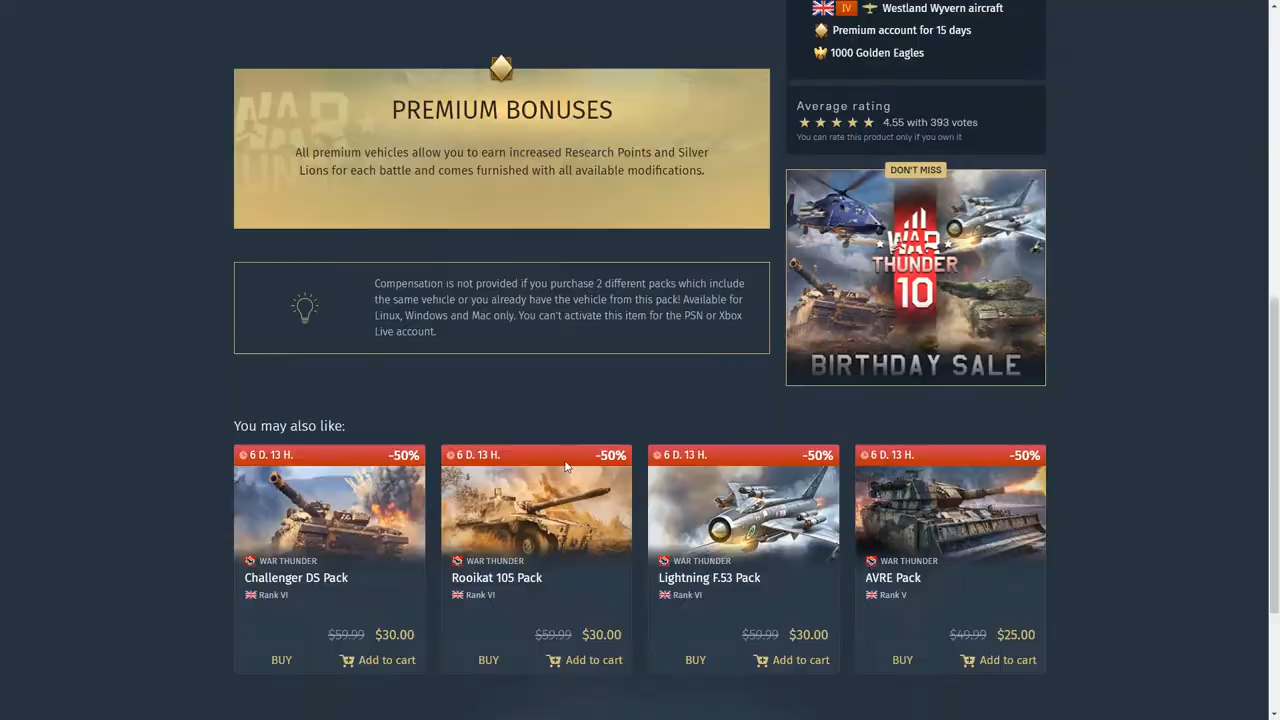 IV Westland Wyvern aircraft
Premium account for 15 days
1000 Golden Eagles
PREMIUM BONUSES
All premium vehicles allow you to earn increased Research Points and Silver
Lions for each battle and comes furnished with all available modifications.
Average rating
4.55 with 393 votes
You can rate this product only if you own it
DON'T MISS
WAR
THUNDER
10
BIRTHDAY SALE
Compensation is not provided if you purchase 2 different packs which include
the same vehicle or you already have the vehicle from this pack! Available for
Linux, Windows and Mac only. You can't activate this item for the PSN or Xbox
Live account.
You may also like:
6 D. 13 H. -50%
WAR THUNDER
Challenger DS Pack
Rank VI
$59.99 $30.00
BUY Add to cart
6 D. 13 H. -50%
WAR THUNDER
Rooikat 105 Pack
Rank VI
$59.99 $30.00
BUY Add to cart
6 D. 13 H. -50%
WAR THUNDER
Lightning F.53 Pack
Rank VI
$59.99 $30.00
BUY Add to cart
6 D. 13 H. -50%
WAR THUNDER
AVRE Pack
Rank V
$49.99 $25.00
BUY Add to cart